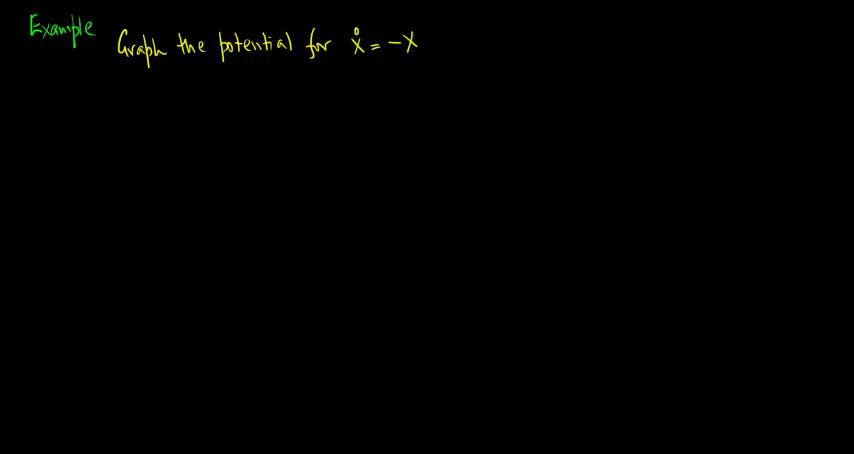 Example Graph the potential for ẋ = -x